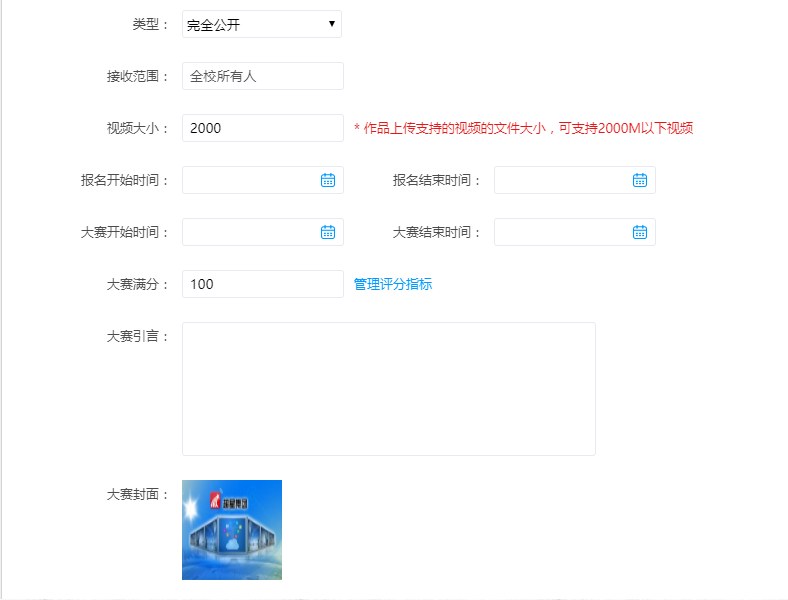 类型： 完全公开
接收范围： 全校所有人
视频大小： 2000 * 作品上传支持的视频的文件大小，可支持2000M以下视频
报名开始时间： 报名结束时间：
大赛开始时间： 大赛结束时间：
大赛满分： 100 管理评分指标
大赛引言：
大赛封面：
超星集团